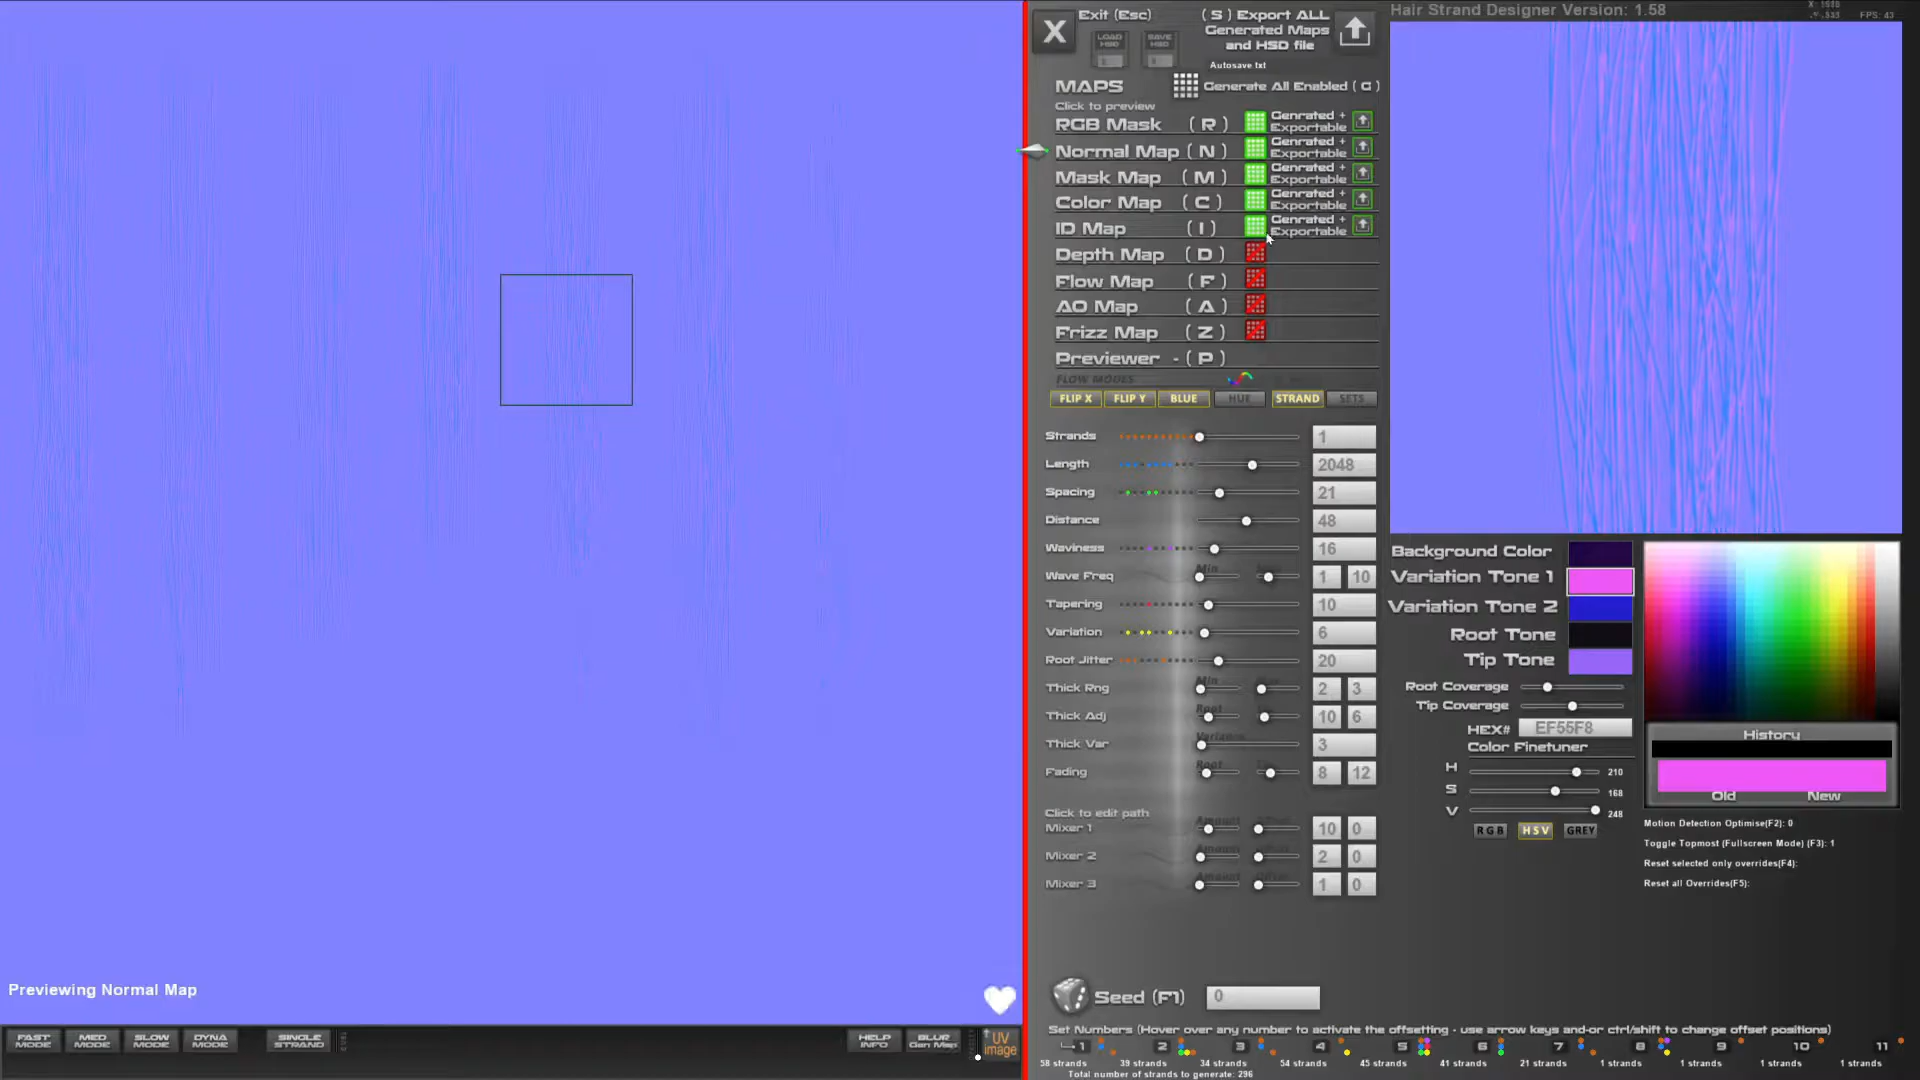 Exit (Esc)
( S ) Export ALL
Generated Maps
and HSD file
Hair Strand Designer Version: 1.58
FPS: 43
X
LOAD
HSD
SAVE
HSD
Autosave.txt
MAPS
Generate All Enabled ( G )
Click to preview
RGB Mask ( R )
Genrated +
Exportable
Normal Map ( N )
Genrated +
Exportable
Mask Map ( M )
Genrated +
Exportable
Color Map ( C )
Genrated +
Exportable
ID Map ( I )
Genrated +
Exportable
Depth Map ( D )
Flow Map ( F )
AO Map ( A )
Frizz Map ( Z )
Previewer - ( P )
FLOW MODES
FLIP X
FLIP Y
BLUE
HUE
STRAND
SETS
Strands 1
Length 2048
Spacing 21
Distance 48
Waviness 16
Wave Freq Min 1 10
Tapering 10
Variation 6
Root Jitter 20
Thick Rng Min 2 3
Thick Adj Root 10 6
Thick Var Variance 3
Fading Root 8 12
Click to edit path
Mixer 1 Amount 10 0
Mixer 2 Amount 2 0
Mixer 3 Amount 1 0
Background Color
Variation Tone 1
Variation Tone 2
Root Tone
Tip Tone
Root Coverage
Tip Coverage
HEX# EF55F8
Color Finetuner
H 210
S 168
V 248
RGB
HSV
GREY
History
Old
New
Motion Detection Optimise(F2): 0
Toggle Topmost (Fullscreen Mode) (F3): 1
Reset selected only overrides(F4):
Reset all Overrides(F5):
Seed (F1) 0
Set Numbers (Hover over any number to activate the offsetting - use arrow keys and-or ctrl/shift to change offset positions)
1 2 3 4 5 6 7 8 9 10 11
58 strands 39 strands 34 strands 54 strands 45 strands 41 strands 21 strands 1 strands 1 strands 1 strands 1 strands
Total number of strands to generate: 296
Previewing Normal Map
FAST
MODE
MED
MODE
SLOW
MODE
DYNA
MODE
SINGLE
STRAND
HELP
INFO
BLUR
Gen Map
UV
image